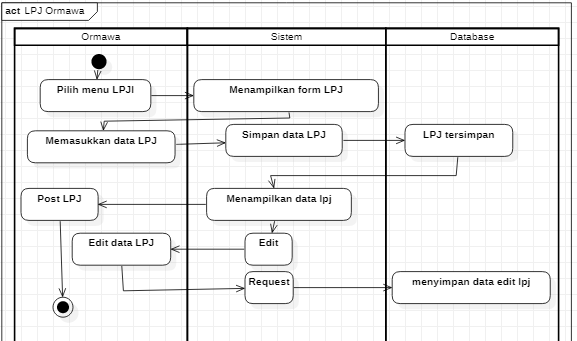 act LPJ Ormawa
Ormawa Sistem Database
Pilih menu LPJI Menampilkan form LPJ
Memasukkan data LPJ Simpan data LPJ LPJ tersimpan
Post LPJ Menampilkan data lpj
Edit data LPJ Edit
Request menyimpan data edit lpj